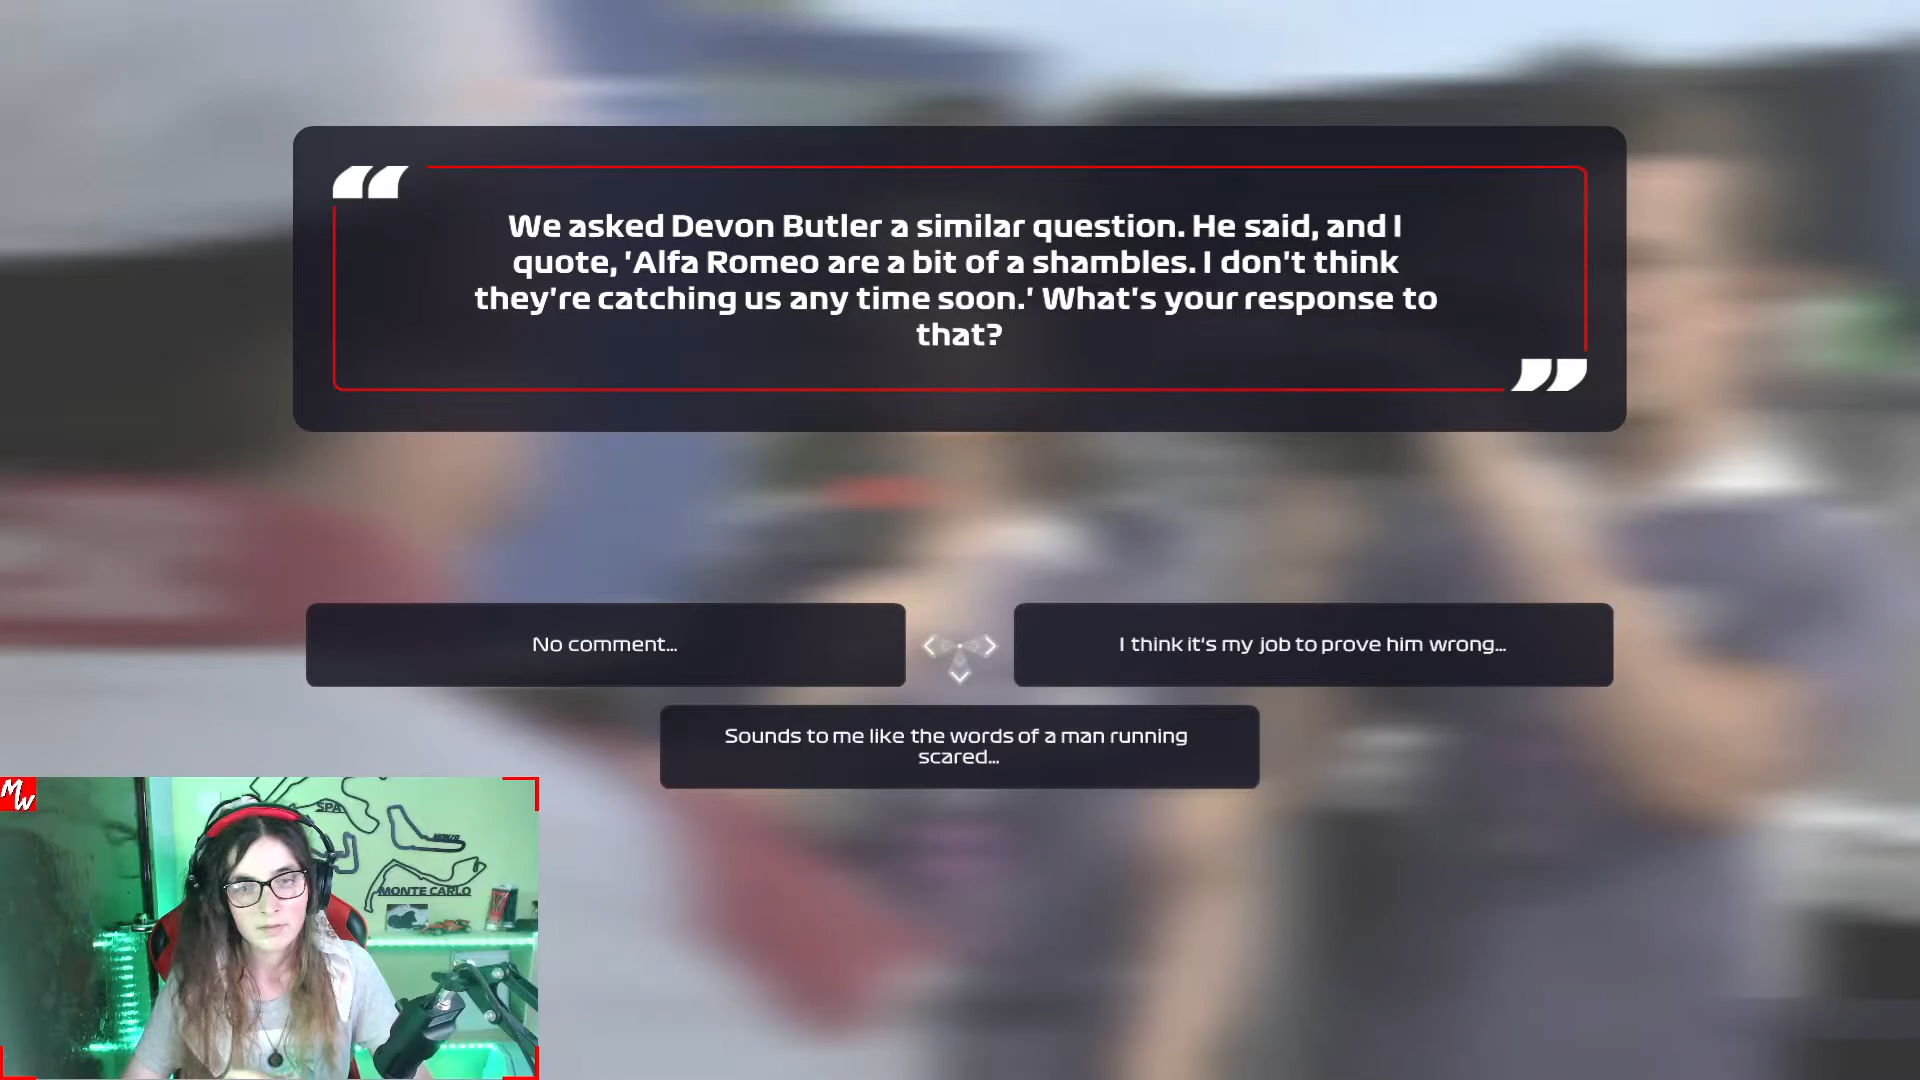 We asked Devon Butler a similar question. He said, and I
quote, 'Alfa Romeo are a bit of a shambles. I don't think
they're catching us any time soon.' What's your response to
that?
No comment...
I think it's my job to prove him wrong...
Sounds to me like the words of a man running
scared...
MW
SPA
MONZA
MONTE CARLO